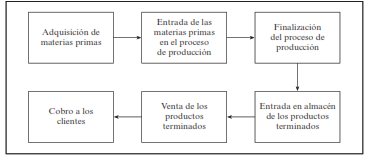 Adquisición de
materias primas
Entrada de las
materias primas
en el proceso
de producción
Finalización
del proceso de
producción
Cobro a los
clientes
Venta de los
productos
terminados
Entrada en almacén
de los productos
terminados